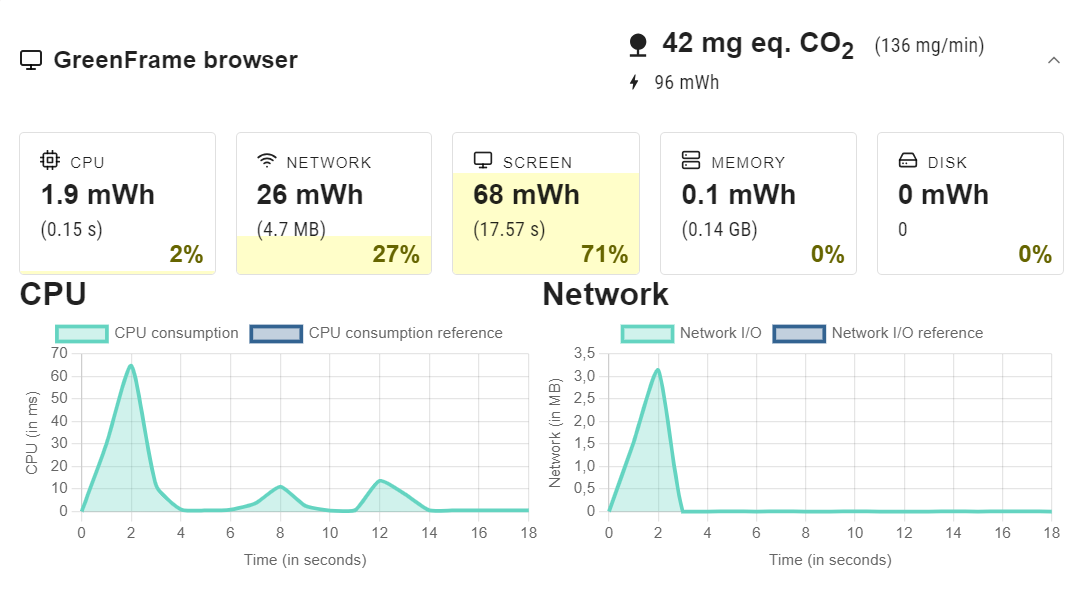 GreenFrame browser
42 mg eq. CO2 (136 mg/min)
96 mWh
CPU
1.9 mWh
(0.15 s)
2%
NETWORK
26 mWh
(4.7 MB)
27%
SCREEN
68 mWh
(17.57 s)
71%
MEMORY
0.1 mWh
(0.14 GB)
0%
DISK
0 mWh
0
0%
CPU
CPU consumption CPU consumption reference
CPU (in ms)
70
60
50
40
30
20
10
0
0 2 4 6 8 10 12 14 16 18
Time (in seconds)
Network
Network I/O Network I/O reference
Network (in MB)
3,5
3,0
2,5
2,0
1,5
1,0
0,5
0
0 2 4 6 8 10 12 14 16 18
Time (in seconds)